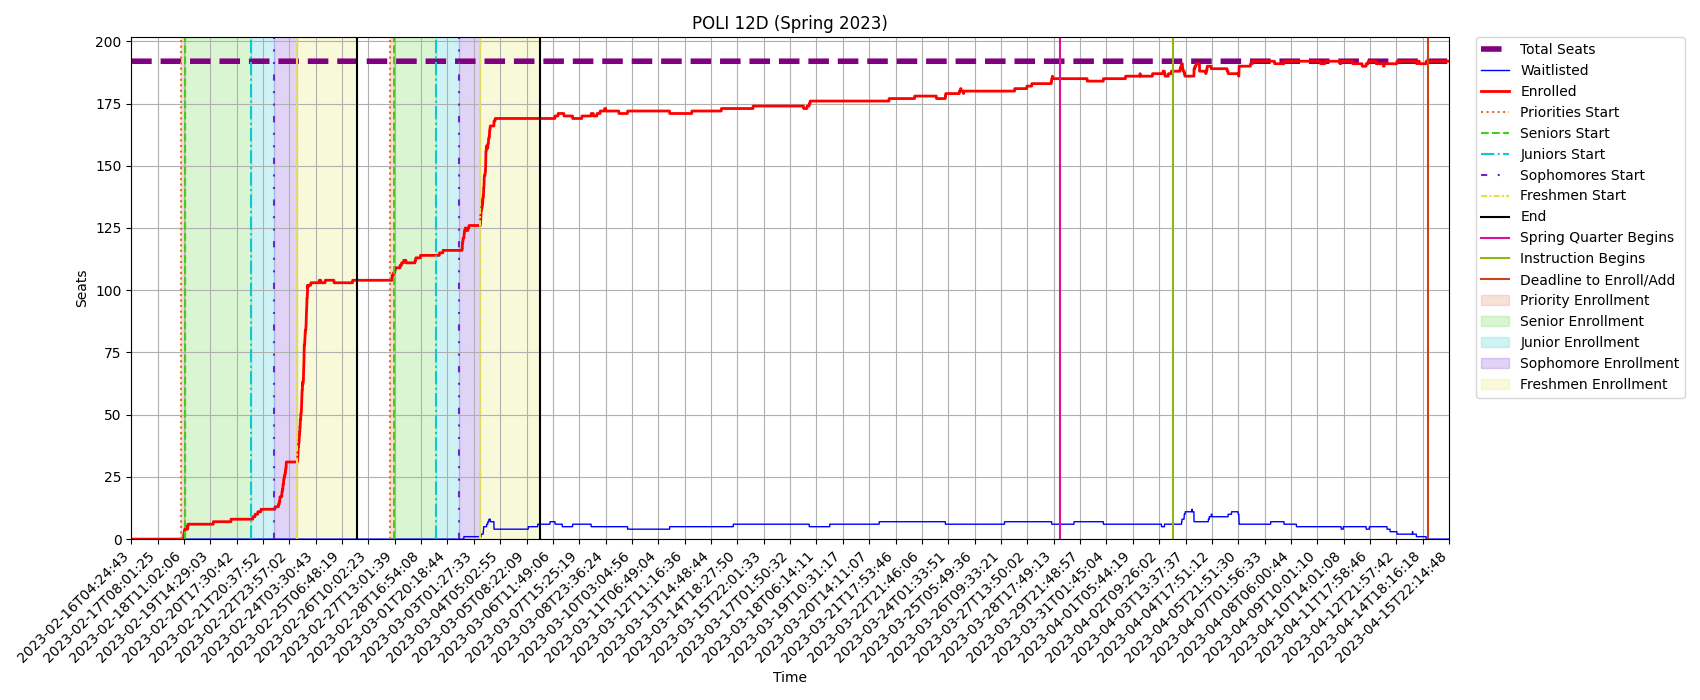 POLI 12D (Spring 2023)
Seats
200
175
150
125
100
75
50
25
0
2023-02-16T04:24:43
2023-02-17T08:01:25
2023-02-18T11:02:06
2023-02-19T14:29:03
2023-02-20T17:30:42
2023-02-21T20:37:52
2023-02-22T23:57:02
2023-02-24T03:30:43
2023-02-25T06:48:19
2023-02-26T10:02:23
2023-02-27T13:01:39
2023-02-28T16:54:08
2023-03-01T20:18:44
2023-03-04T01:27:33
2023-03-04T05:02:55
2023-03-05T08:22:09
2023-03-06T11:49:06
2023-03-07T15:25:19
2023-03-08T23:36:24
2023-03-10T03:04:56
2023-03-11T06:49:04
2023-03-12T11:16:36
2023-03-13T14:48:44
2023-03-14T18:27:50
2023-03-15T22:01:33
2023-03-17T01:50:32
2023-03-18T06:14:11
2023-03-19T10:31:17
2023-03-20T14:11:07
2023-03-21T17:53:46
2023-03-22T21:46:06
2023-03-24T01:33:51
2023-03-25T05:49:36
2023-03-26T09:33:21
2023-03-27T13:50:02
2023-03-28T17:49:13
2023-03-29T21:48:57
2023-03-31T01:45:04
2023-04-01T05:44:19
2023-04-02T09:26:02
2023-04-03T13:37:37
2023-04-04T17:51:12
2023-04-05T21:51:30
2023-04-07T01:56:33
2023-04-08T06:00:44
2023-04-09T10:01:10
2023-04-10T14:01:08
2023-04-11T17:58:46
2023-04-12T21:57:42
2023-04-14T18:16:18
2023-04-15T22:14:48
Time
Total Seats
Waitlisted
Enrolled
Priorities Start
Seniors Start
Juniors Start
Sophomores Start
Freshmen Start
End
Spring Quarter Begins
Instruction Begins
Deadline to Enroll/Add
Priority Enrollment
Senior Enrollment
Junior Enrollment
Sophomore Enrollment
Freshmen Enrollment